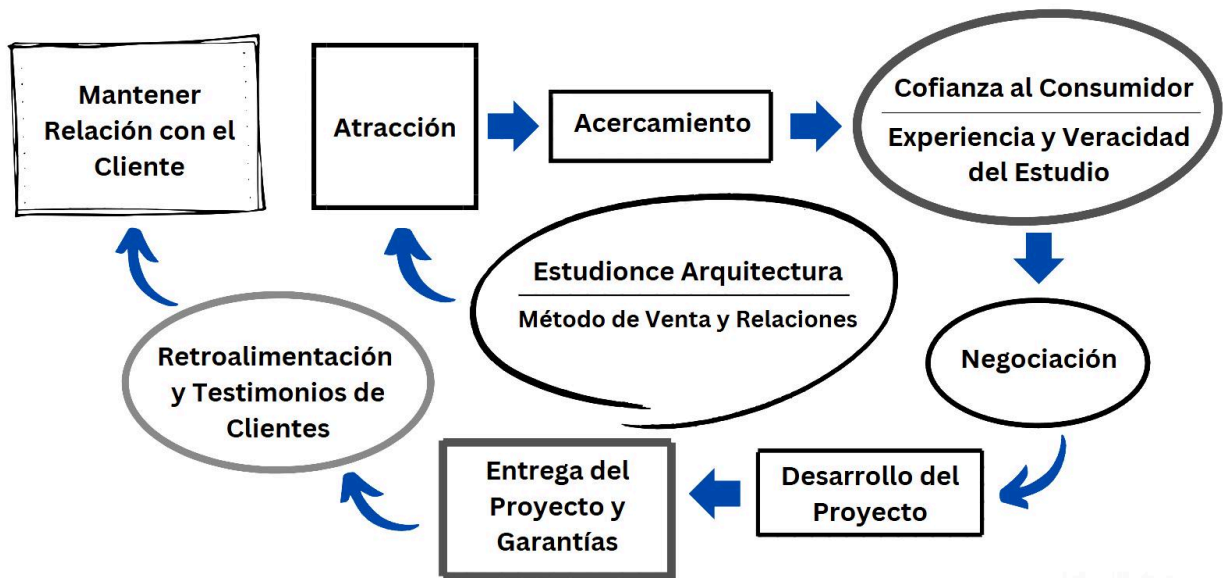 Mantener
Relación con el
Cliente
Atracción
Acercamiento
Cofianza al Consumidor
Experiencia y Veracidad
del Estudio
Estudionce Arquitectura
Método de Venta y Relaciones
Negociación
Desarrollo del
Proyecto
Entrega del
Proyecto y
Garantías
Retroalimentación
y Testimonios de
Clientes